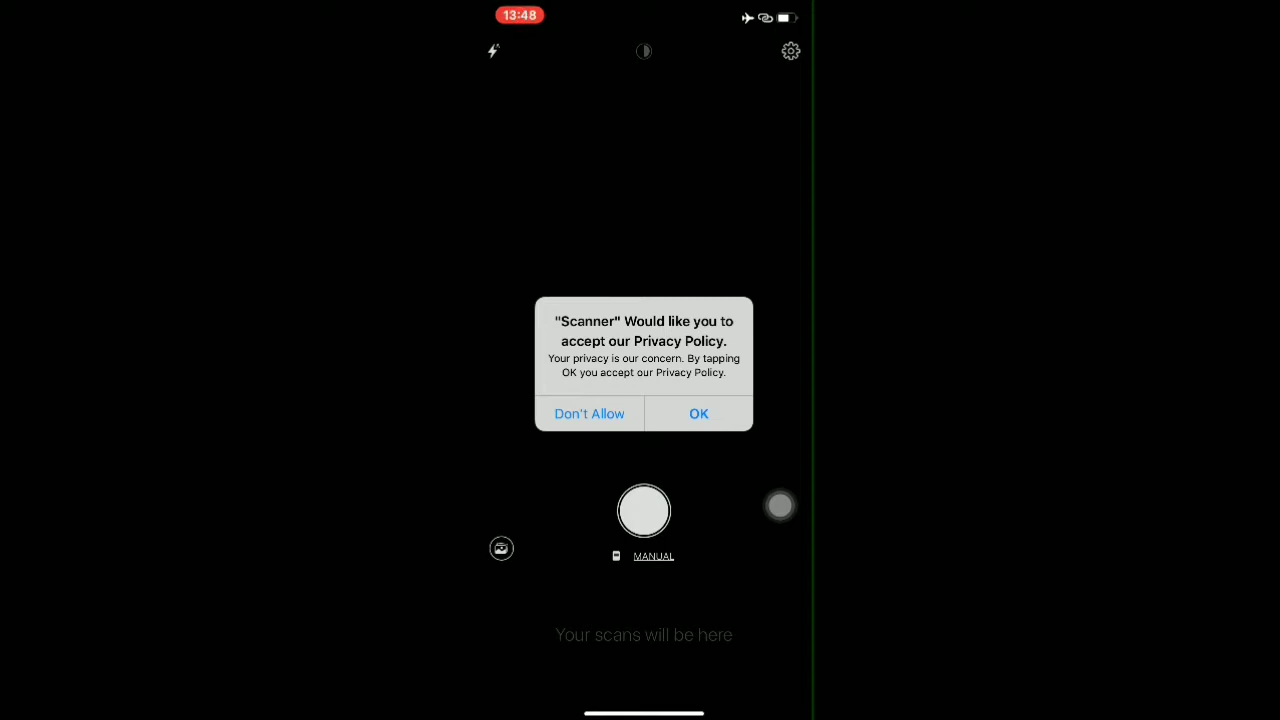 13:48
"Scanner" Would like you to
accept our Privacy Policy.
Your privacy is our concern. By tapping
OK you accept our Privacy Policy.
Don't Allow
OK
MANUAL
Your scans will be here